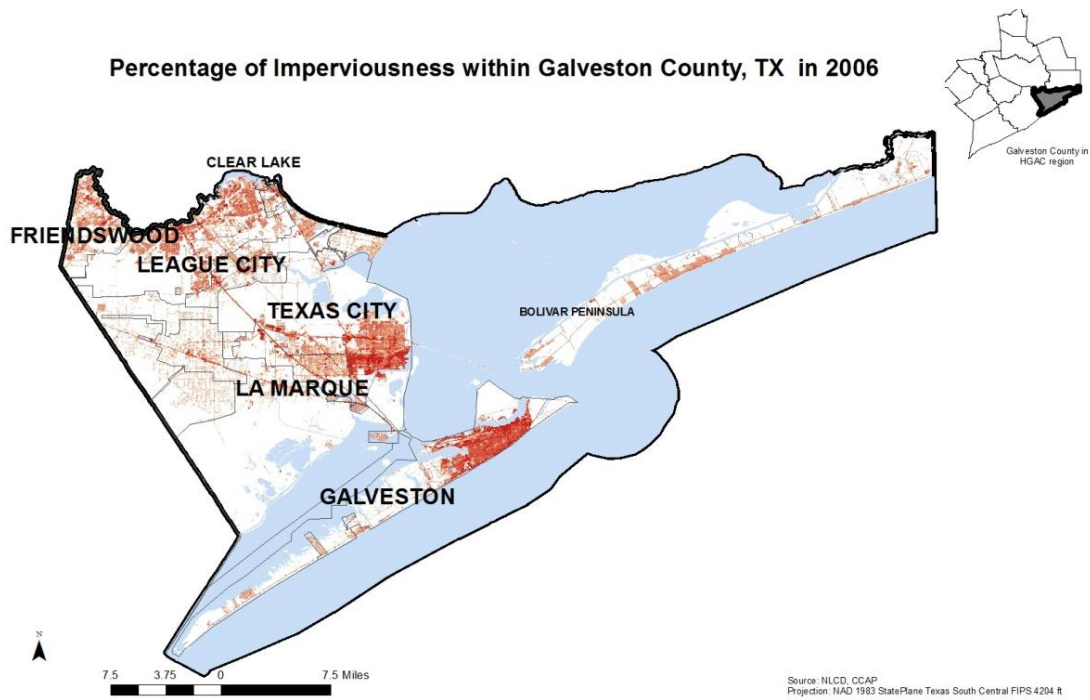 Percentage of Imperviousness within Galveston County, TX in 2006
Galveston County in
HGAC region
CLEAR LAKE
FRIENDSWOOD
LEAGUE CITY
TEXAS CITY
BOLIVAR PENINSULA
LA MARQUE
GALVESTON
N
7.5 3.75 0 7.5 Miles
Source: NLCD, CCAP
Projection: NAD 1983 StatePlane Texas South Central FIPS 4204 ft